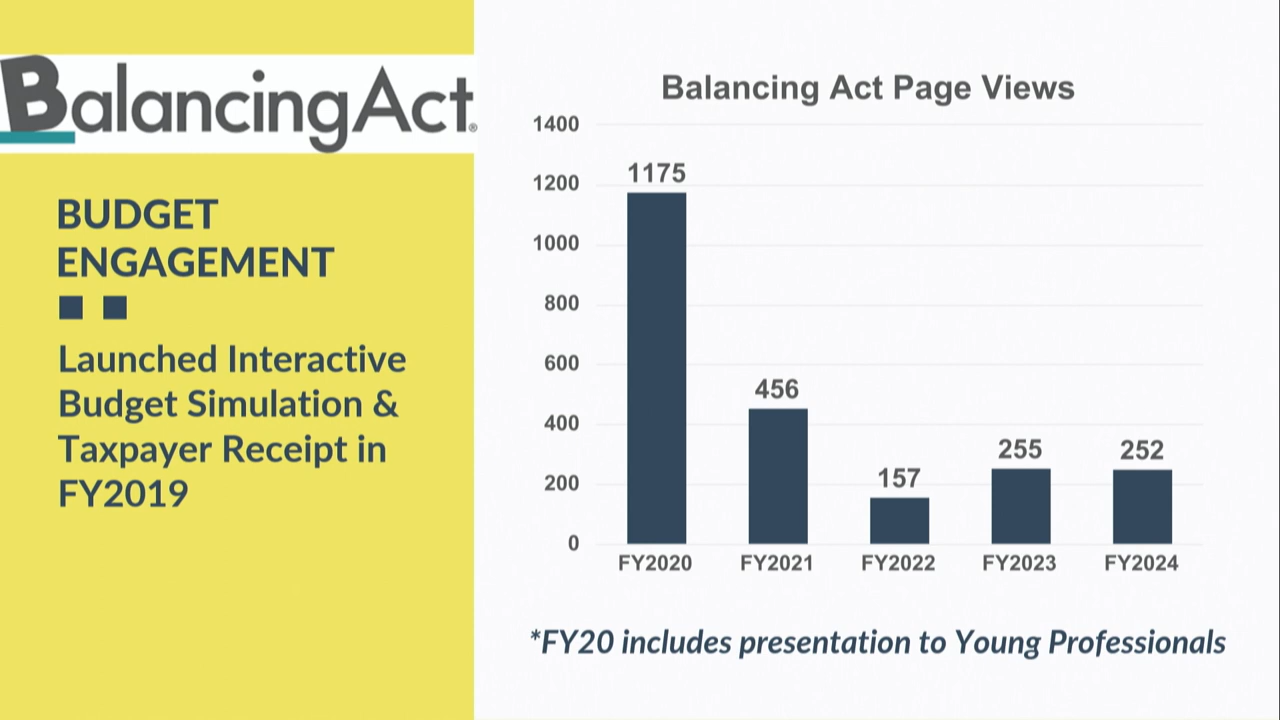 BalancingAct®
BUDGET
ENGAGEMENT
Launched Interactive
Budget Simulation &
Taxpayer Receipt in
FY2019
Balancing Act Page Views
1400
1200
1000
800
600
400
200
0
1175
456
157
255
252
FY2020 FY2021 FY2022 FY2023 FY2024
*FY20 includes presentation to Young Professionals